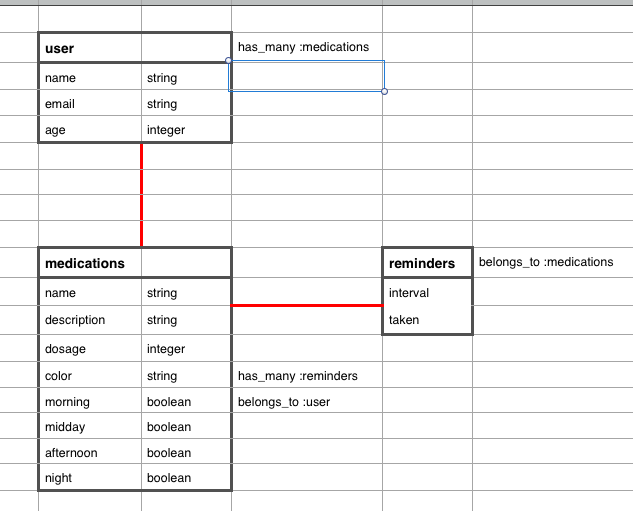 user has_many :medications
name string
email string
age integer
medications reminders belongs_to :medications
name string interval
description string taken
dosage integer
color string has_many :reminders
morning boolean belongs_to :user
midday boolean
afternoon boolean
night boolean